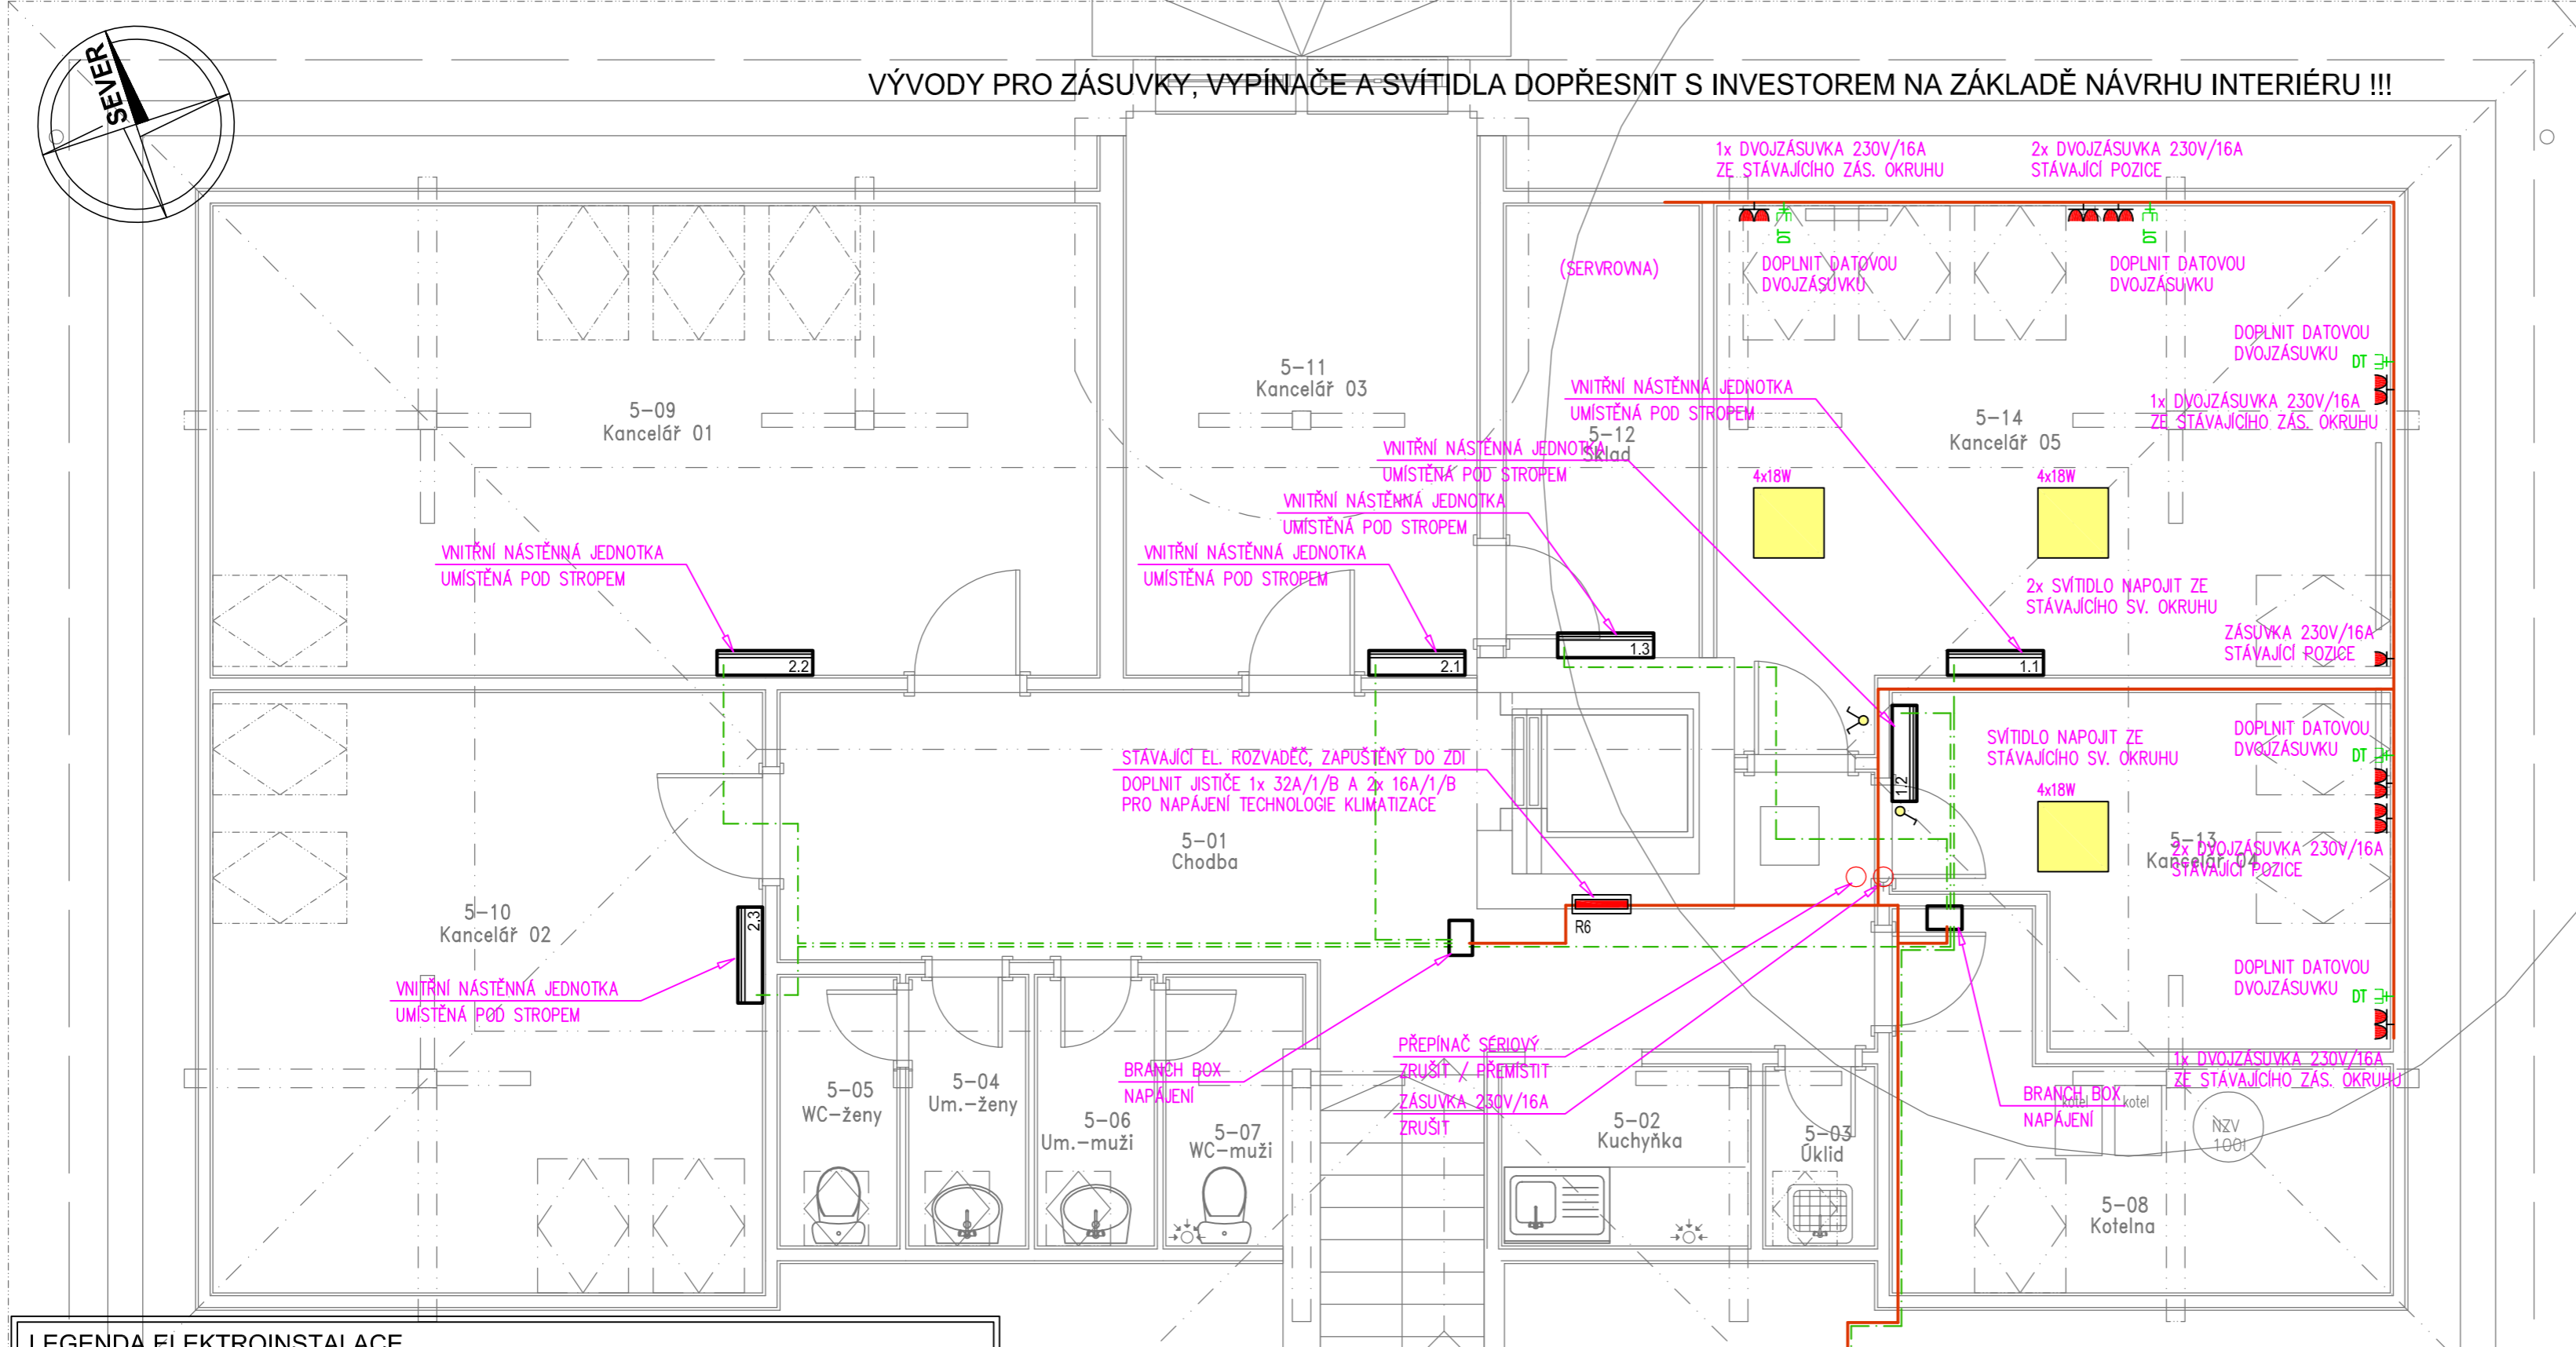 SEVER
VÝVODY PRO ZÁSUVKY, VYPÍNAČE A SVÍTIDLA DOPŘESNIT S INVESTOREM NA ZÁKLADĚ NÁVRHU INTERIÉRU !!!
1x DVOJZÁSUVKA 230V/16A
ZE STÁVAJÍCÍHO ZÁS. OKRUHU
2x DVOJZÁSUVKA 230V/16A
STÁVAJÍCÍ POZICE
DT
DT
(SERVROVNA)
DOPLNIT DATOVOU
DVOJZÁSUVKU
DOPLNIT DATOVOU
DVOJZÁSUVKU
DOPLNIT DATOVOU
DVOJZÁSUVKU
DT
1x DVOJZÁSUVKA 230V/16A
ZE STÁVAJÍCÍHO ZÁS. OKRUHU
5-09
Kancelář 01
5-11
Kancelář 03
VNITŘNÍ NÁSTĚNNÁ JEDNOTKA
UMÍSTĚNÁ POD STROPEM
5-12
Sklad
5-14
Kancelář 05
VNITŘNÍ NÁSTĚNNÁ JEDNOTKA
UMÍSTĚNÁ POD STROPEM
4x18W
4x18W
VNITŘNÍ NÁSTĚNNÁ JEDNOTKA
UMÍSTĚNÁ POD STROPEM
VNITŘNÍ NÁSTĚNNÁ JEDNOTKA
UMÍSTĚNÁ POD STROPEM
VNITŘNÍ NÁSTĚNNÁ JEDNOTKA
UMÍSTĚNÁ POD STROPEM
2x SVÍTIDLO NAPOJIT ZE
STÁVAJÍCÍHO SV. OKRUHU
ZÁSUVKA 230V/16A
STÁVAJÍCÍ POZICE
2.2
2.1
1.3
1.1
1.2
STÁVAJÍCÍ EL. ROZVADĚČ, ZAPUŠTĚNÝ DO ZDI
DOPLNIT JISTIČE 1x 32A/1/B A 2x 16A/1/B
PRO NAPÁJENÍ TECHNOLOGIE KLIMATIZACE
SVÍTIDLO NAPOJIT ZE
STÁVAJÍCÍHO SV. OKRUHU
DOPLNIT DATOVOU
DVOJZÁSUVKU
DT
4x18W
5-01
Chodba
5-13
Kancelář 04
2x DVOJZÁSUVKA 230V/16A
STÁVAJÍCÍ POZICE
5-10
Kancelář 02
2.3
R6
VNITŘNÍ NÁSTĚNNÁ JEDNOTKA
UMÍSTĚNÁ POD STROPEM
DOPLNIT DATOVOU
DVOJZÁSUVKU
DT
BRANCH BOX
NAPÁJENÍ
PŘEPÍNAČ SÉRIOVÝ
ZRUŠIT / PŘEMÍSTIT
ZÁSUVKA 230V/16A
ZRUŠIT
1x DVOJZÁSUVKA 230V/16A
ZE STÁVAJÍCÍHO ZÁS. OKRUHU
BRANCH BOX
NAPÁJENÍ
kotel
kotel
NZV
100l
5-05
WC-ženy
5-04
Um.-ženy
5-06
Um.-muži
5-07
WC-muži
5-02
Kuchyňka
5-03
Úklid
5-08
Kotelna
LEGENDA ELEKTROINSTALACE